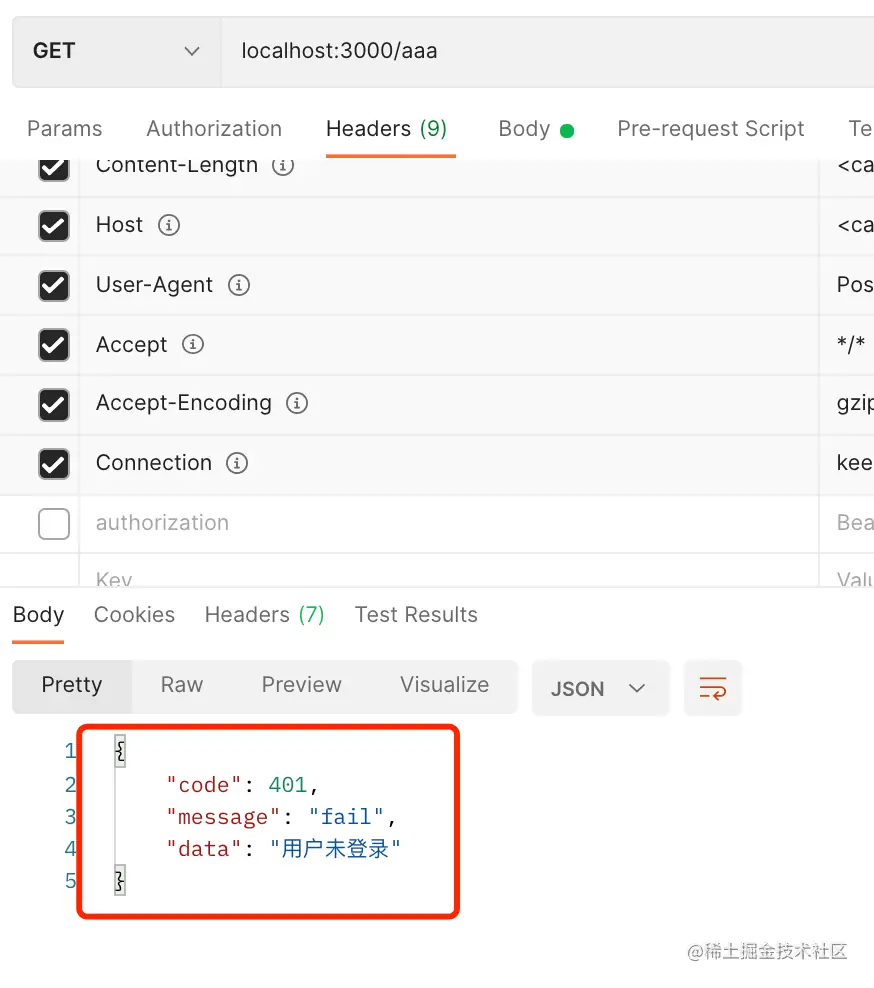 GET localhost:3000/aaa
Params Authorization Headers (9) Body Pre-request Script Te
Content-Length <ca
Host <ca
User-Agent Pos
Accept */*
Accept-Encoding gzip
Connection kee
authorization Bea
Key Valu
Body Cookies Headers (7) Test Results
Pretty Raw Preview Visualize JSON
1 {
2 "code": 401,
3 "message": "fail",
4 "data": "用户未登录"
5 }
@稀土掘金技术社区